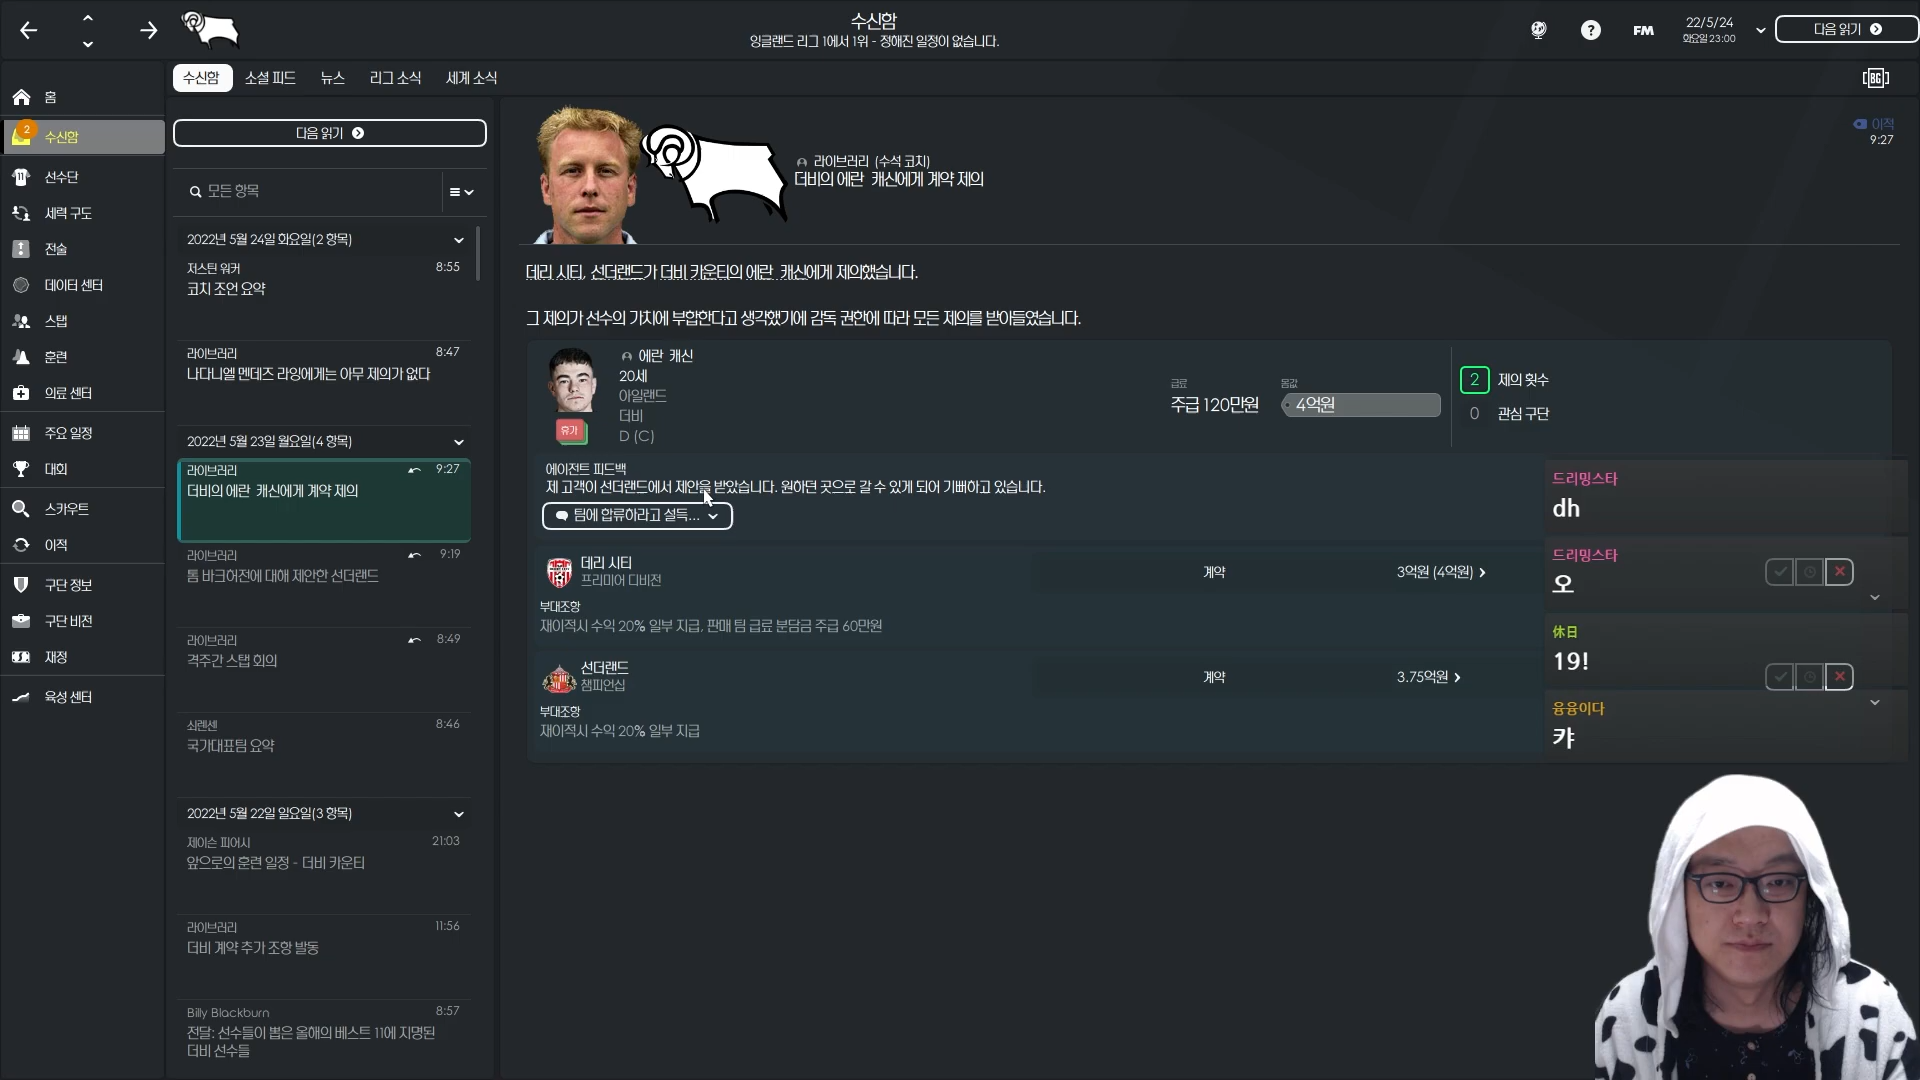 수신함
잉글랜드 리그 1에서 1위 - 정해진 일정이 없습니다.
FM
22/5/24
화요일 23:00
다음 읽기
수신함
소셜 피드
뉴스
리그 소식
세계 소식
BG
홈
2
수신함
선수단
세력 구도
전술
데이터 센터
스탭
훈련
의료 센터
주요 일정
대회
스카우트
이적
구단 정보
구단 비전
재정
육성 센터
다음 읽기
모든 항목
2022년 5월 24일 화요일(2 항목)
저스틴 워커
8:55
코치 조언 요약
라이브러리
8:47
나다니엘 멘데즈 라잉에게는 아무 제의가 없다
2022년 5월 23일 월요일(4 항목)
라이브러리
9:27
더비의 에란 캐신에게 계약 제의
라이브러리
9:19
톰 바크허전에 대해 제안한 선더랜드
라이브러리
8:49
격주간 스탭 회의
쇠렌센
8:46
국가대표팀 요약
2022년 5월 22일 일요일(3 항목)
제이슨 피어시
21:03
앞으로의 훈련 일정 - 더비 카운티
라이브러리
11:56
더비 계약 추가 조항 발동
Billy Blackburn
8:57
전달: 선수들이 뽑은 올해의 베스트 11에 지명된
더비 선수들
라이브러리 (수석 코치)
더비의 에란 캐신에게 계약 제의
이적
9:27
데리 시티, 선더랜드가 더비 카운티의 에란 캐신에게 제의했습니다.
그 제의가 선수의 가치에 부합한다고 생각했기에 감독 권한에 따라 모든 제의를 받아들였습니다.
에란 캐신
20세
아일랜드
더비
D (C)
휴가
급료
주급 120만원
몸값
4억원
2 제의 횟수
0 관심 구단
에이전트 피드백
제 고객이 선더랜드에서 제안을 받았습니다. 원하던 곳으로 갈 수 있게 되어 기뻐하고 있습니다.
팀에 합류하라고 설득...
데리 시티
프리미어 디비전
계약
3억원 (4억원)
부대조항
재이적시 수익 20% 일부 지급, 판매 팀 급료 분담금 주급 60만원
선더랜드
챔피언십
계약
3.75억원
부대조항
재이적시 수익 20% 일부 지급
드리밍스타
dh
드리밍스타
오
休日
19!
융융이다
캬